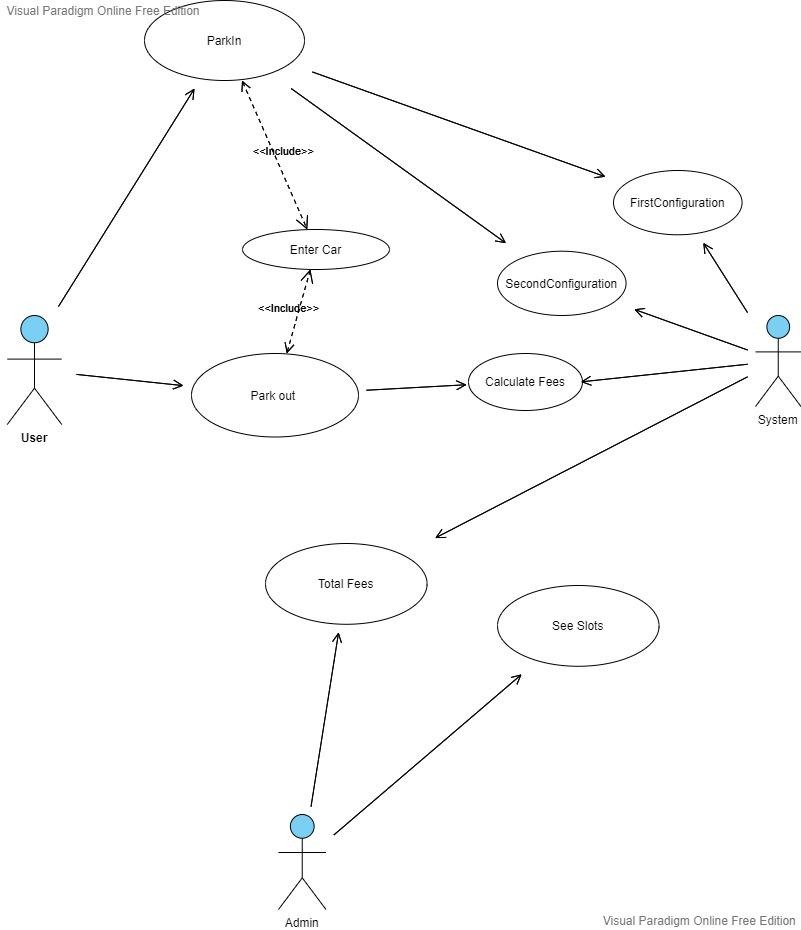 Visual Paradigm Online Free Edition
ParkIn
<<Include>>
FirstConfiguration
Enter Car
SecondConfiguration
<<Include>>
Calculate Fees
Park out
System
User
Total Fees
See Slots
Admin
Visual Paradigm Online Free Edition